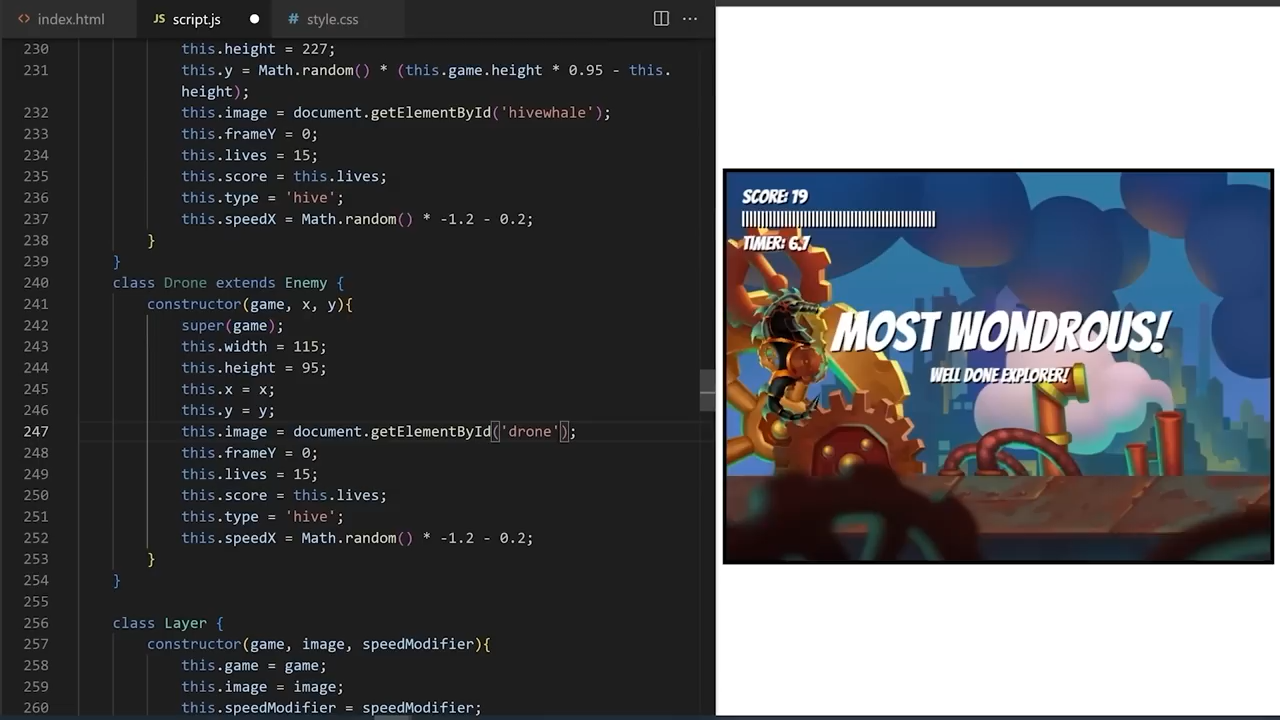 index.html
JS script.js
# style.css
230 this.height = 227;
231 this.y = Math.random() * (this.game.height * 0.95 - this.
height);
232 this.image = document.getElementById('hivewhale');
233 this.frameY = 0;
234 this.lives = 15;
235 this.score = this.lives;
236 this.type = 'hive';
237 this.speedX = Math.random() * -1.2 - 0.2;
238 }
239 }
240 class Drone extends Enemy {
241 constructor(game, x, y){
242 super(game);
243 this.width = 115;
244 this.height = 95;
245 this.x = x;
246 this.y = y;
247 this.image = document.getElementById('drone');
248 this.frameY = 0;
249 this.lives = 15;
250 this.score = this.lives;
251 this.type = 'hive';
252 this.speedX = Math.random() * -1.2 - 0.2;
253 }
254 }
255
256 class Layer {
257 constructor(game, image, speedModifier){
258 this.game = game;
259 this.image = image;
260 this.speedModifier = speedModifier;
SCORE: 19
TIMER: 6.7
MOST WONDROUS!
WELL DONE EXPLORER!